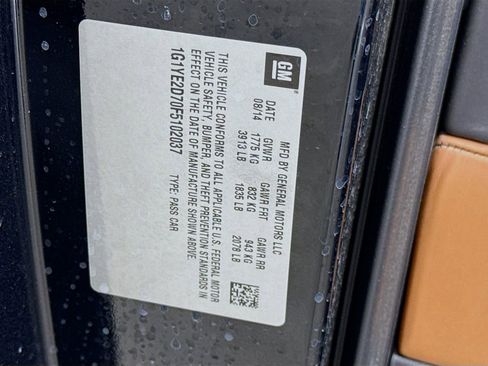 GM
MFD BY GENERAL MOTORS LLC
DATE GVWR GAWR FRT GAWR RR
08/14 1775 KG 832 KG 943 KG
3913 LB 1835 LB 2078 LB
THIS VEHICLE CONFORMS TO ALL APPLICABLE U.S. FEDERAL MOTOR
VEHICLE SAFETY, BUMPER, AND THEFT PREVENTION STANDARDS IN
EFFECT ON THE DATE OF MANUFACTURE SHOWN ABOVE.
1G1YE2D70F5102037 TYPE: PASS CAR